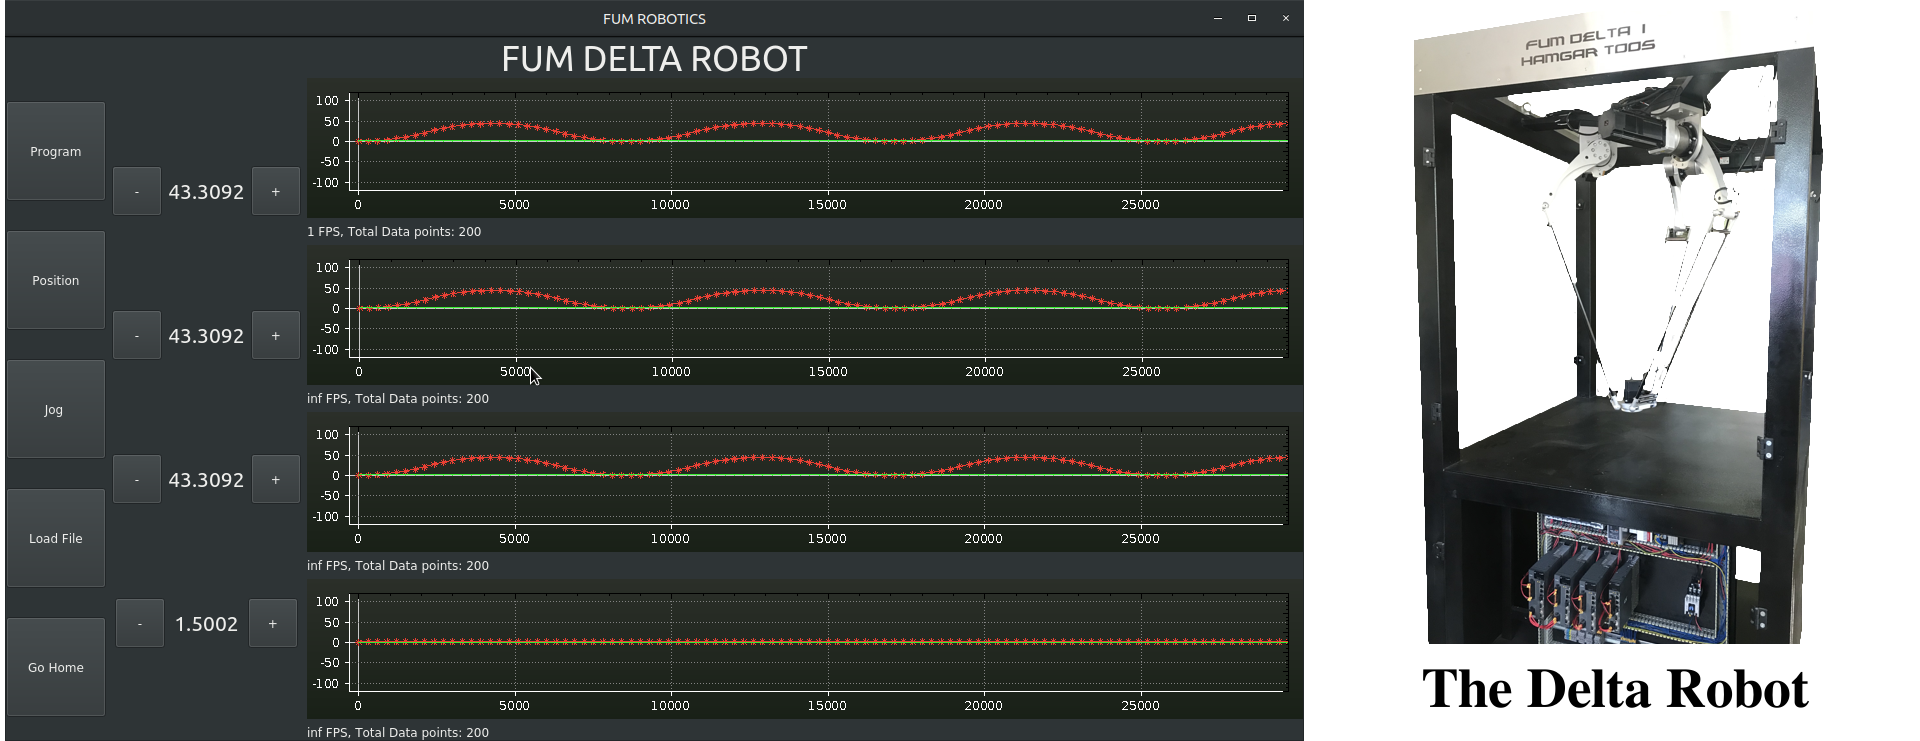 FUM ROBOTICS
FUM DELTA ROBOT
Program
Position
Jog
Load File
Go Home
- 43.3092 +
- 43.3092 +
- 43.3092 +
- 1.5002 +
100
50
0
-50
-100
0 5000 10000 15000 20000 25000
1 FPS, Total Data points: 200
100
50
0
-50
-100
0 5000 10000 15000 20000 25000
inf FPS, Total Data points: 200
100
50
0
-50
-100
0 5000 10000 15000 20000 25000
inf FPS, Total Data points: 200
100
50
0
-50
-100
0 5000 10000 15000 20000 25000
inf FPS, Total Data points: 200
FUM DELTA I
HAMGAR TOOS
The Delta Robot